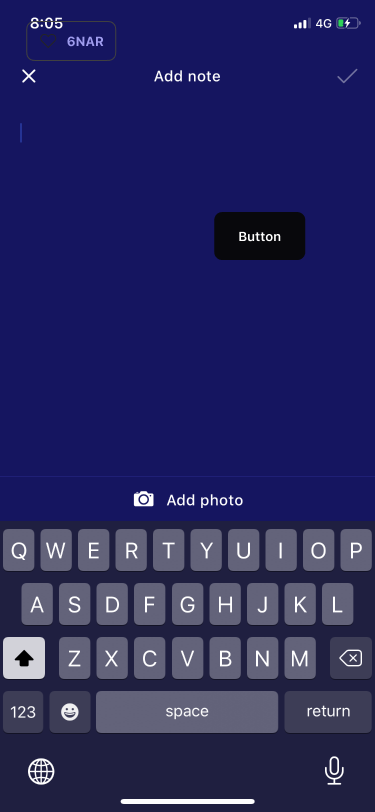 8:05
4G
6NAR
Add note
Button
Add photo
Q W E R T Y U I O P
A S D F G H J K L
Z X C V B N M
123 space return